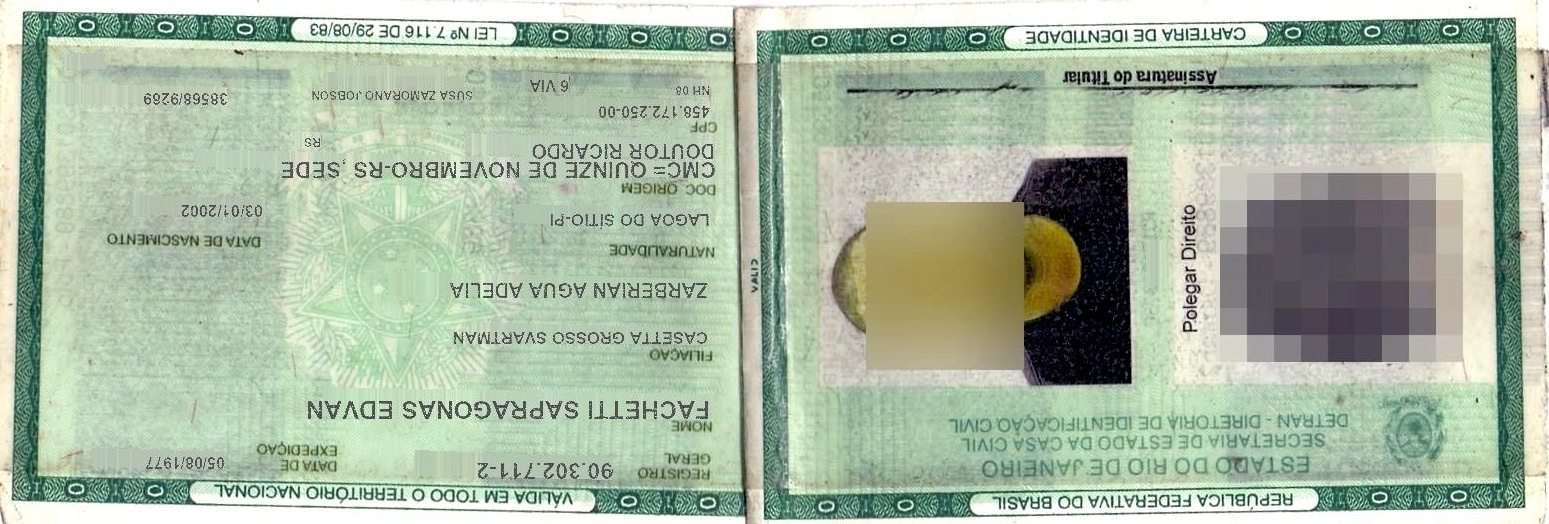 VÁLIDA EM TODO O TERRITÓRIO NACIONAL
REGISTRO GERAL 90.302.711-2
DATA DE EXPEDIÇÃO 05/08/1977
NOME
FACHETTI SAPRAGONAS EDVAN
FILIACAO
CASETTA GROSSO SVARTMAN
ZARBERIAN AGUA ADELIA
NATURALIDADE
LAGOA DO SITIO-PI
DATA DE NASCIMENTO
03/01/2002
DOC. ORIGEM
CMC= QUINZE DE NOVEMBRO-RS, SEDE
DOUTOR RICARDO RS
CPF
458.172.250-00
NH 08 6 VIA SUSA ZAMORANO JOBSON 38568/9289
LEI Nº 7.116 DE 29/08/83
VALID
REPÚBLICA FEDERATIVA DO BRASIL
ESTADO DO RIO DE JANEIRO
SECRETARIA DE ESTADO DA CASA CIVIL
DETRAN - DIRETORIA DE IDENTIFICAÇÃO CIVIL
Polegar Direito
Assinatura do Titular
CARTEIRA DE IDENTIDADE